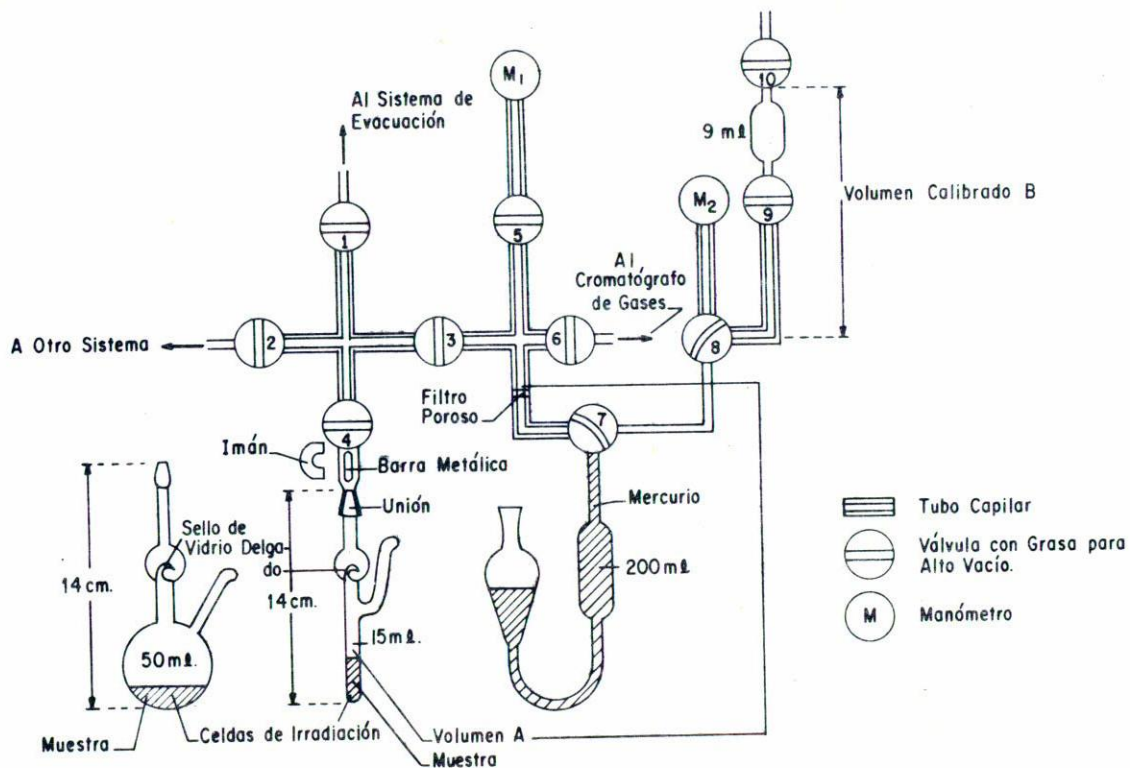 Al Sistema de
Evacuación
M1
10
9 mℓ
9
Volumen Calibrado B
M2
1
5
Al
Cromatógrafo
de Gases
A Otro Sistema
2
3
6
8
Filtro
Poroso
7
4
Imán
Barra Metálica
Mercurio
Unión
Sello de
Vidrio Delga
do
14 cm.
14 cm.
200 mℓ
15 mℓ.
50 mℓ.
Celdas de Irradiación
Volumen A
Muestra
Muestra
Tubo Capilar
Válvula con Grasa para
Alto Vacío.
M
Manómetro